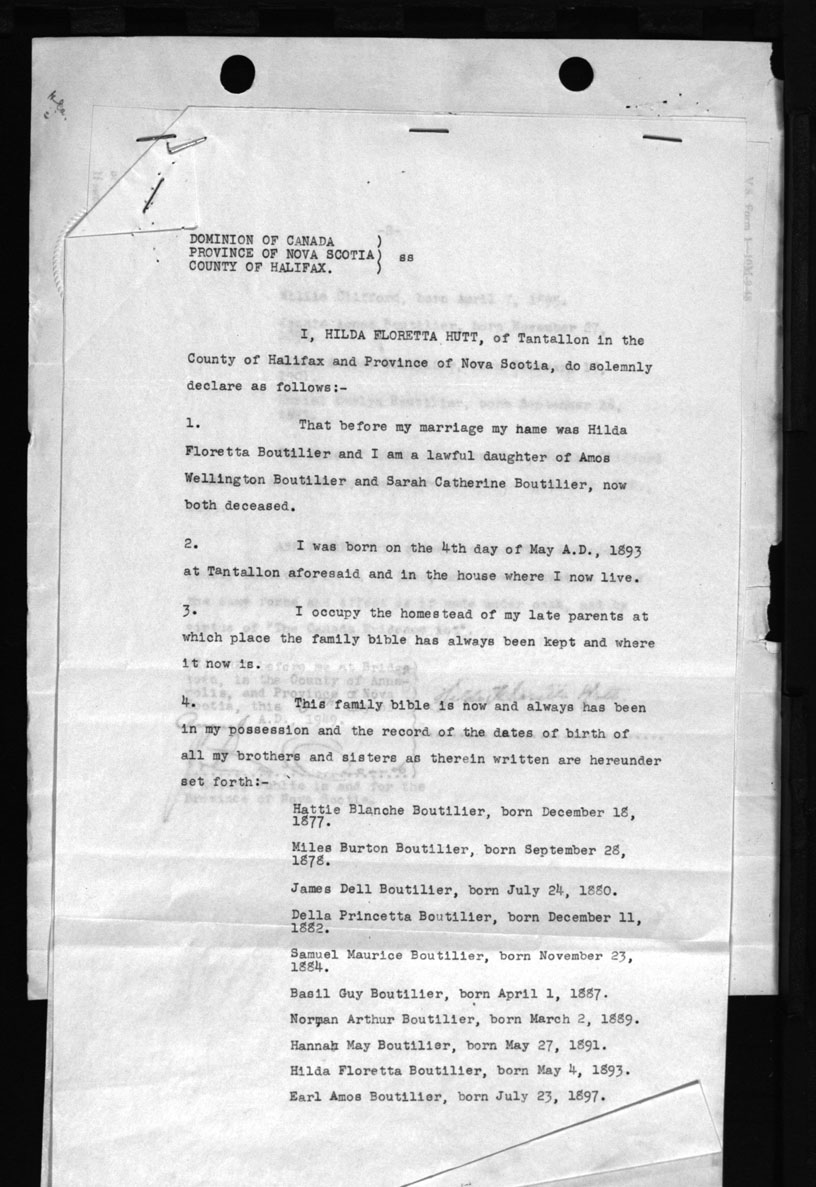 DOMINION OF CANADA )
PROVINCE OF NOVA SCOTIA) ss
COUNTY OF HALIFAX. )
I, HILDA FLORETTA HUTT, of Tantallon in the
County of Halifax and Province of Nova Scotia, do solemnly
declare as follows:-
1. That before my marriage my name was Hilda
Floretta Boutilier and I am a lawful daughter of Amos
Wellington Boutilier and Sarah Catherine Boutilier, now
both deceased.
2. I was born on the 4th day of May A.D., 1893
at Tantallon aforesaid and in the house where I now live.
3. I occupy the homestead of my late parents at
which place the family bible has always been kept and where
it now is.
4. This family bible is now and always has been
in my possession and the record of the dates of birth of
all my brothers and sisters as therein written are hereunder
set forth:-
Hattie Blanche Boutilier, born December 18,
1877.
Miles Burton Boutilier, born September 28,
1878.
James Dell Boutilier, born July 24, 1880.
Della Princetta Boutilier, born December 11,
1882.
Samuel Maurice Boutilier, born November 23,
1884.
Basil Guy Boutilier, born April 1, 1887.
Norman Arthur Boutilier, born March 2, 1889.
Hannah May Boutilier, born May 27, 1891.
Hilda Floretta Boutilier, born May 4, 1893.
Earl Amos Boutilier, born July 23, 1897.